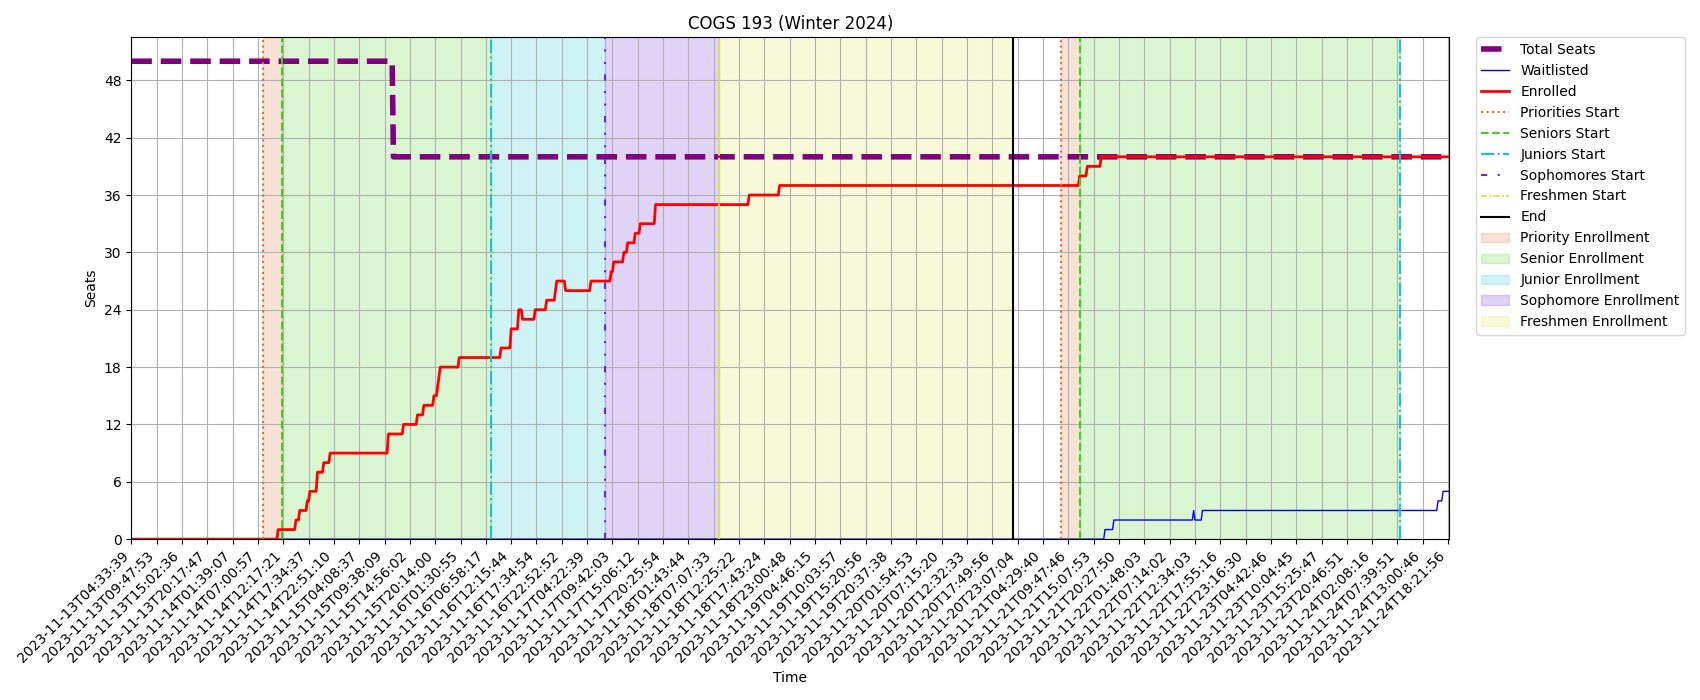 COGS 193 (Winter 2024)
Seats
48
42
36
30
24
18
12
6
0
2023-11-13T04:33:39
2023-11-13T09:47:53
2023-11-13T15:02:36
2023-11-13T20:17:47
2023-11-14T01:39:07
2023-11-14T07:00:57
2023-11-14T12:17:21
2023-11-14T17:34:37
2023-11-14T22:51:10
2023-11-15T04:08:37
2023-11-15T09:38:09
2023-11-15T14:56:02
2023-11-15T20:14:00
2023-11-16T01:30:55
2023-11-16T06:58:17
2023-11-16T12:15:44
2023-11-16T17:34:54
2023-11-16T22:52:52
2023-11-17T04:22:39
2023-11-17T09:42:03
2023-11-17T15:06:12
2023-11-17T20:25:54
2023-11-18T01:43:44
2023-11-18T07:07:33
2023-11-18T12:25:22
2023-11-18T17:43:24
2023-11-18T23:00:48
2023-11-19T04:46:15
2023-11-19T10:03:57
2023-11-19T15:20:56
2023-11-19T20:37:38
2023-11-20T01:54:53
2023-11-20T07:15:20
2023-11-20T12:32:33
2023-11-20T17:49:56
2023-11-20T23:07:04
2023-11-21T04:29:40
2023-11-21T09:47:46
2023-11-21T15:07:53
2023-11-21T20:27:50
2023-11-22T01:48:03
2023-11-22T07:14:02
2023-11-22T12:34:03
2023-11-22T17:55:16
2023-11-22T23:16:30
2023-11-23T04:42:46
2023-11-23T10:04:45
2023-11-23T15:25:47
2023-11-23T20:46:51
2023-11-24T02:08:16
2023-11-24T07:39:51
2023-11-24T13:00:46
2023-11-24T18:21:56
Time
Total Seats
Waitlisted
Enrolled
Priorities Start
Seniors Start
Juniors Start
Sophomores Start
Freshmen Start
End
Priority Enrollment
Senior Enrollment
Junior Enrollment
Sophomore Enrollment
Freshmen Enrollment